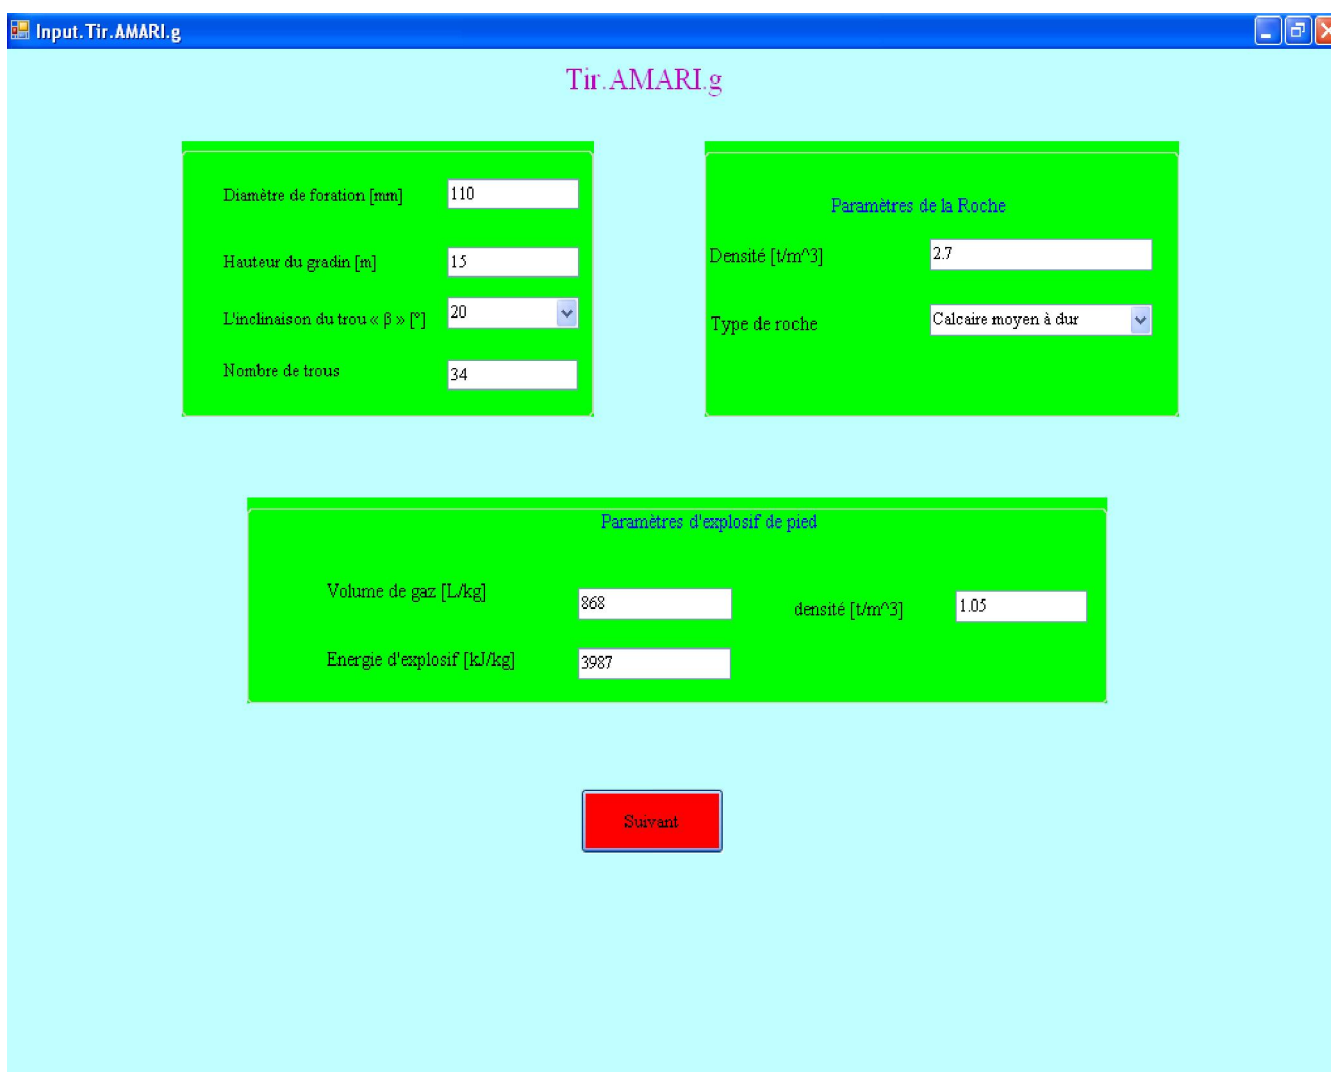 Input.Tir.AMARI.g
Tir.AMARI.g
Diamètre de foration [mm] 110
Hauteur du gradin [m] 15
L'inclinaison du trou « β » [°] 20
Nombre de trous 34
Paramètres de la Roche
Densité [t/m^3] 2.7
Type de roche Calcaire moyen à dur
Paramètres d'explosif de pied
Volume de gaz [L/kg] 868
densité [t/m^3] 1.05
Energie d'explosif [kJ/kg] 3987
Suivant